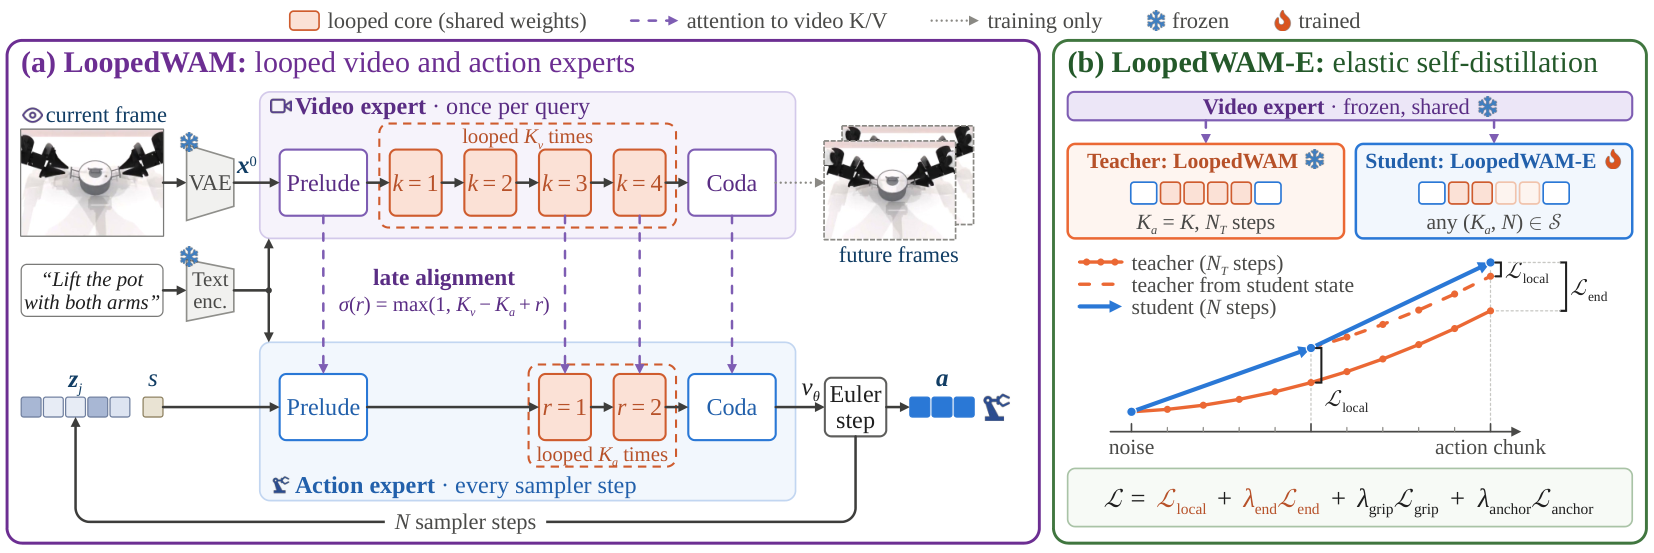 looped core (shared weights) attention to video K/V training only frozen trained
(a) LoopedWAM: looped video and action experts
current frame
Video expert · once per query
looped K_v times
VAE
x^0
Prelude
k = 1
k = 2
k = 3
k = 4
Coda
future frames
"Lift the pot
with both arms"
Text
enc.
late alignment
σ(r) = max(1, K_v − K_a + r)
z_j
s
Prelude
r = 1
r = 2
looped K_a times
Coda
v_θ
Euler
step
a
Action expert · every sampler step
N sampler steps
(b) LoopedWAM-E: elastic self-distillation
Video expert · frozen, shared
Teacher: LoopedWAM
K_a = K, N_T steps
Student: LoopedWAM-E
any (K_a, N) ∈ 𝒮
teacher (N_T steps)
teacher from student state
student (N steps)
ℒ_local
ℒ_end
ℒ_local
noise
action chunk
ℒ = ℒ_local + λ_end ℒ_end + λ_grip ℒ_grip + λ_anchor ℒ_anchor